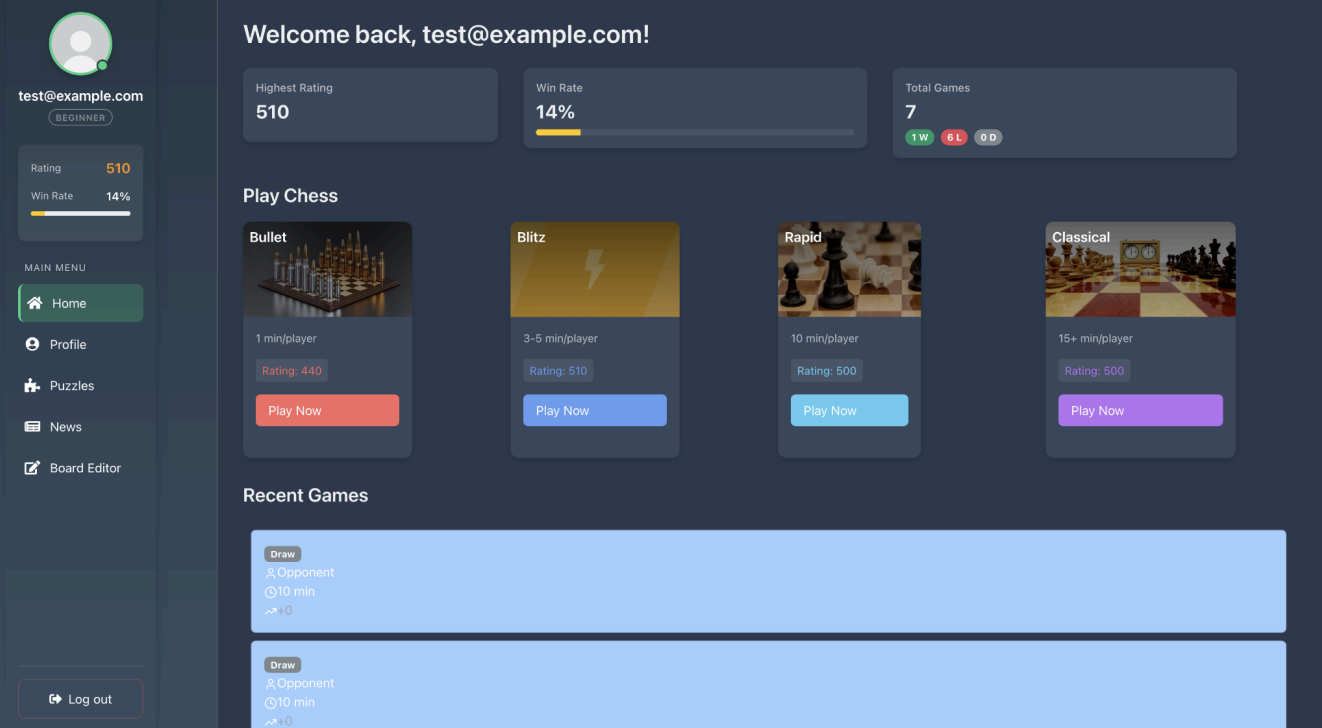 test@example.com
BEGINNER
Rating 510
Win Rate 14%
MAIN MENU
Home
Profile
Puzzles
News
Board Editor
Log out
Welcome back, test@example.com!
Highest Rating
510
Win Rate
14%
Total Games
7
1 W 6 L 0 D
Play Chess
Bullet
1 min/player
Rating: 440
Play Now
Blitz
3-5 min/player
Rating: 510
Play Now
Rapid
10 min/player
Rating: 500
Play Now
Classical
15+ min/player
Rating: 500
Play Now
Recent Games
Draw
Opponent
10 min
+0
Draw
Opponent
10 min
+0